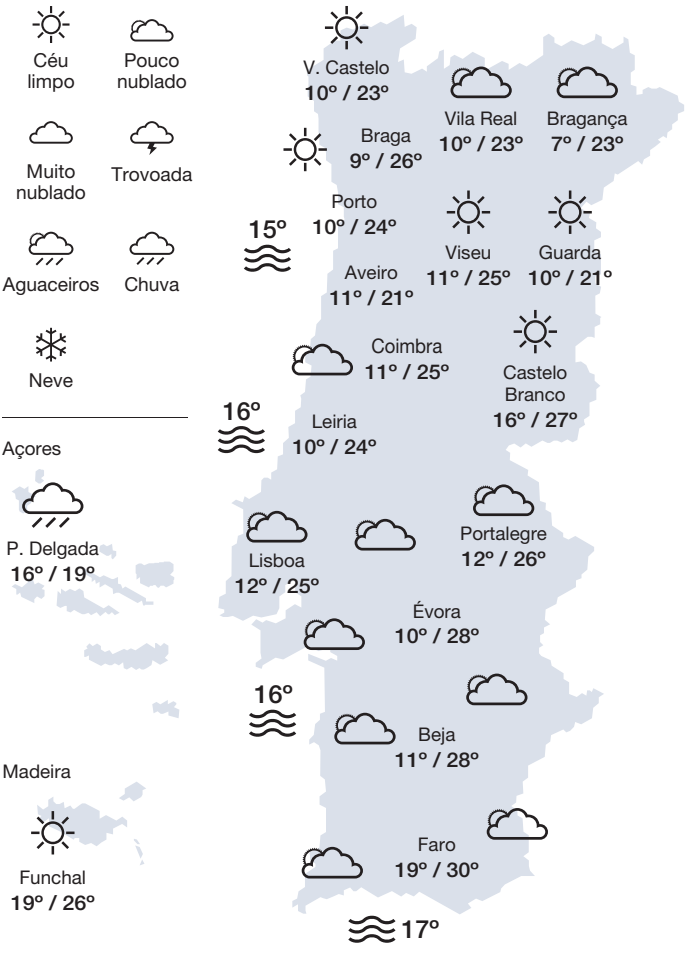 Céu
limpo
Pouco
nublado
Muito
nublado
Trovoada
Aguaceiros
Chuva
Neve
Açores
P. Delgada
16º / 19º
Madeira
Funchal
19º / 26º
V. Castelo
10º / 23º
Vila Real
10º / 23º
Bragança
7º / 23º
Braga
9º / 26º
Porto
10º / 24º
15º
Viseu
11º / 25º
Guarda
10º / 21º
Aveiro
11º / 21º
Coimbra
11º / 25º
Castelo
Branco
16º / 27º
16º
Leiria
10º / 24º
Lisboa
12º / 25º
Portalegre
12º / 26º
Évora
10º / 28º
16º
Beja
11º / 28º
Faro
19º / 30º
17º